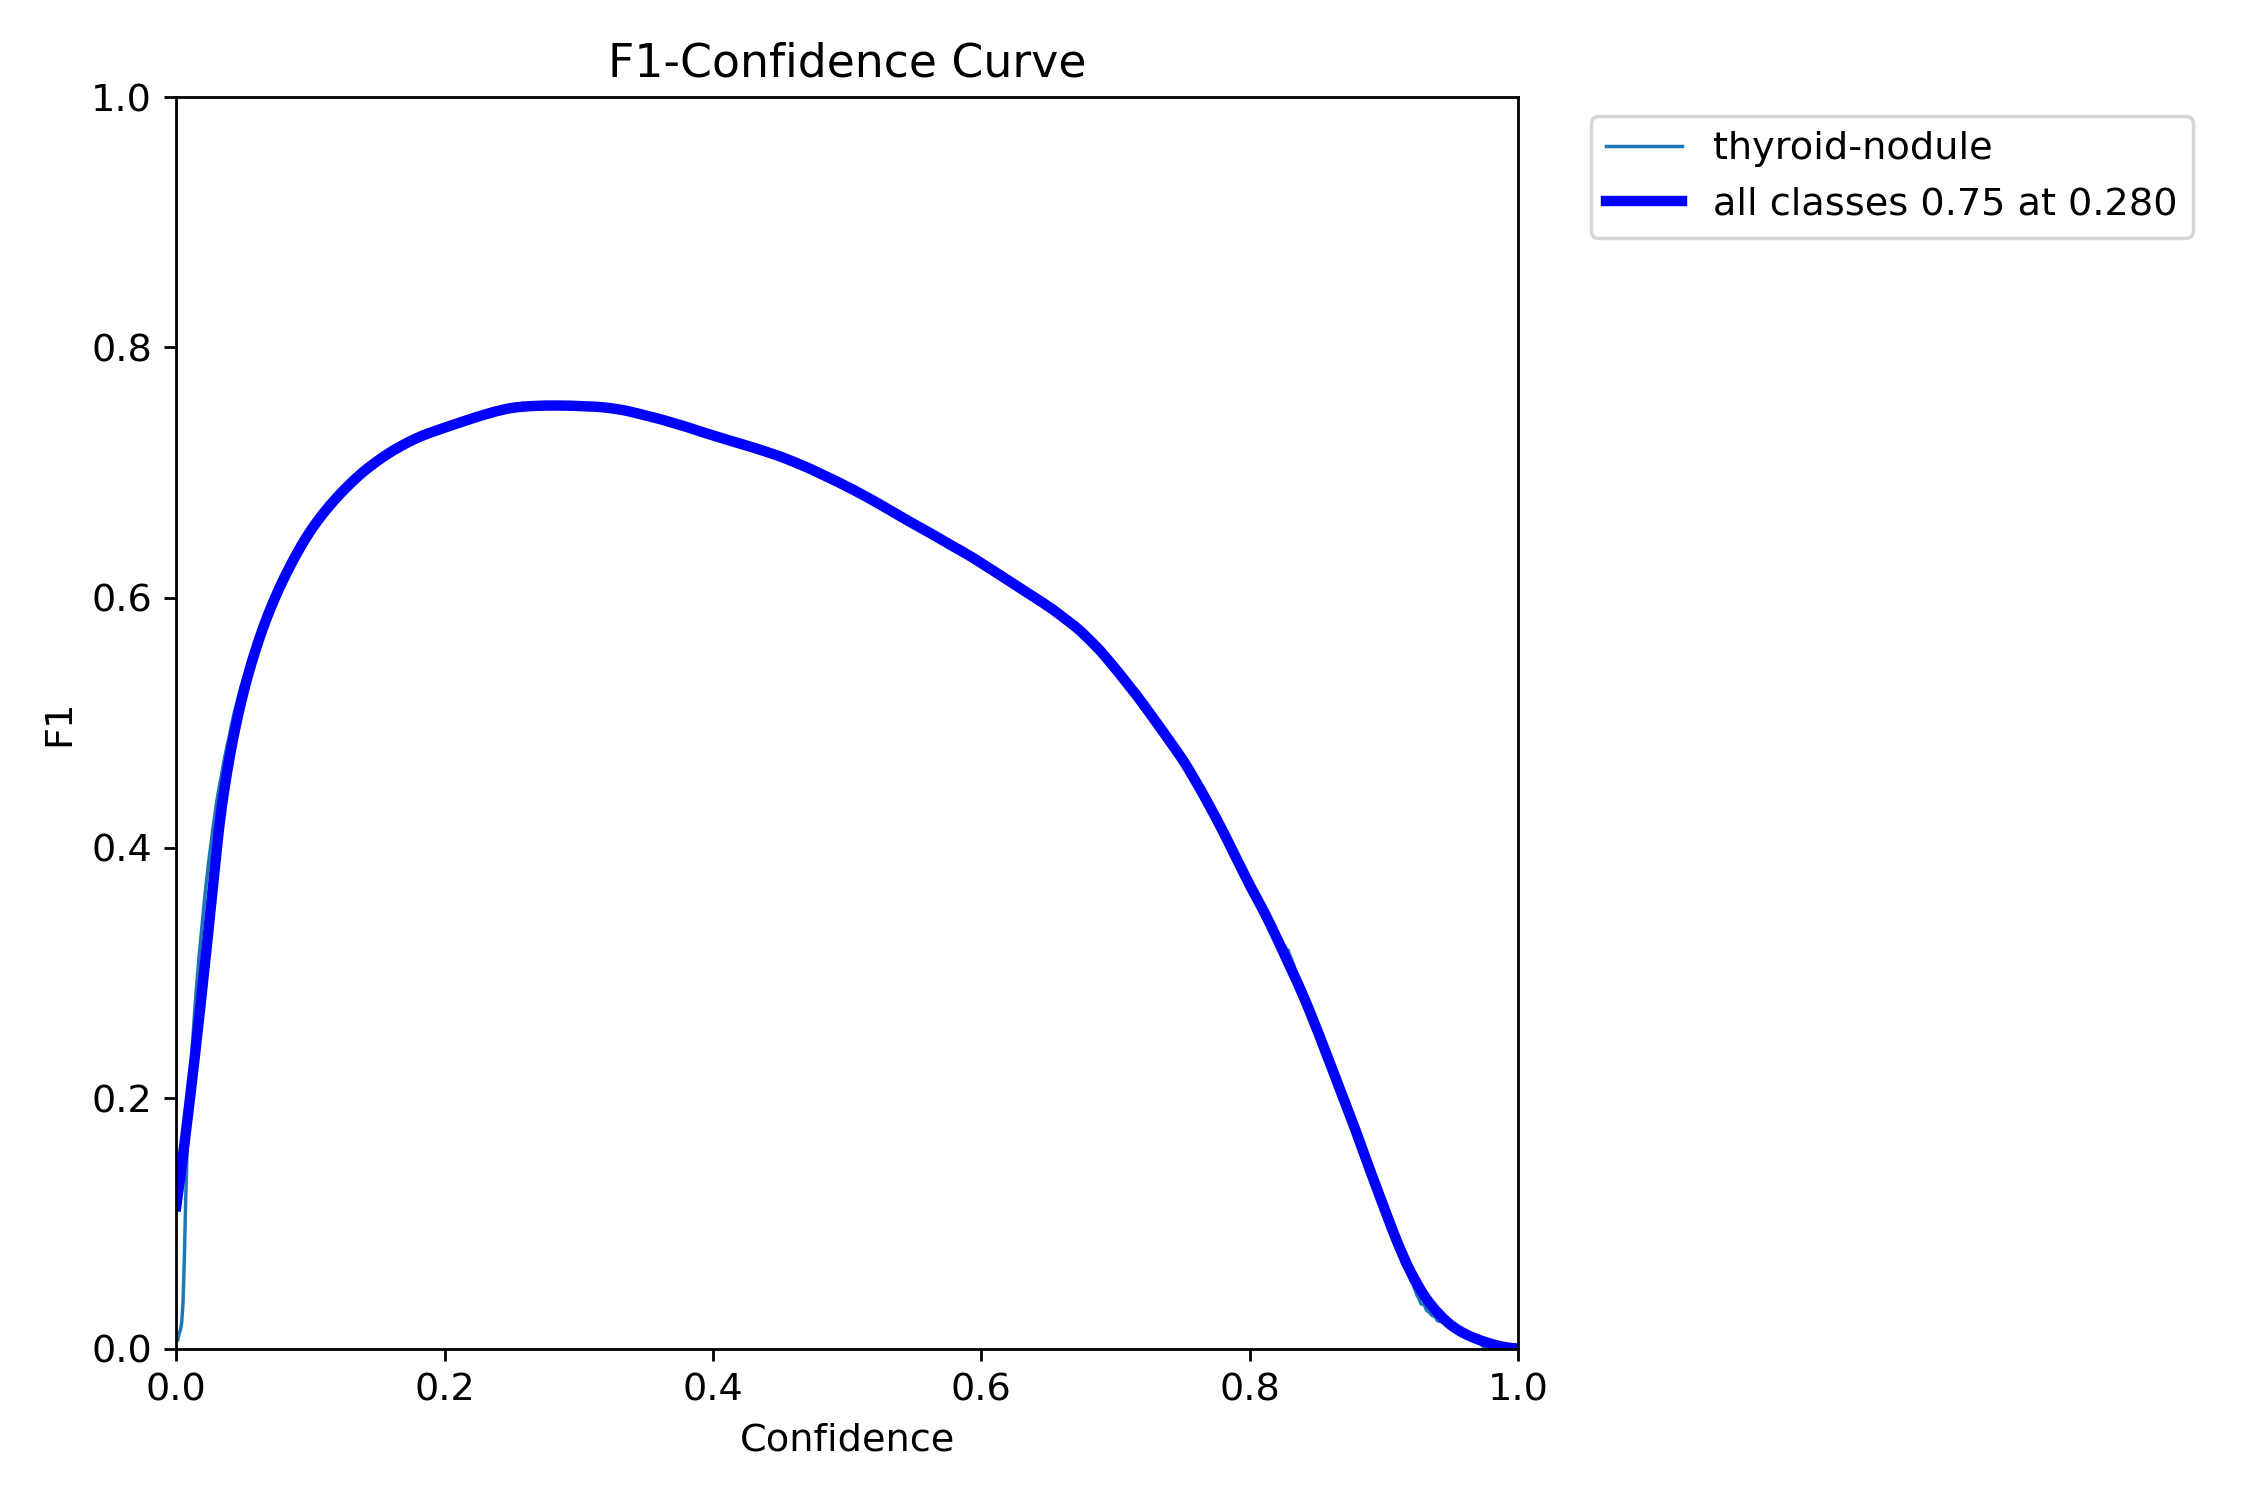 F1-Confidence Curve
1.0
0.8
0.6
0.4
0.2
0.0
F1
0.0 0.2 0.4 0.6 0.8 1.0
Confidence
thyroid-nodule
all classes 0.75 at 0.280